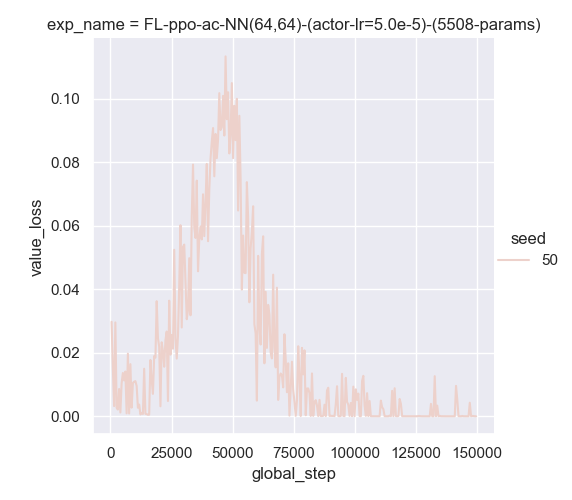 exp_name = FL-ppo-ac-NN(64,64)-(actor-lr=5.0e-5)-(5508-params)
0.10
0.08
0.06
0.04
0.02
0.00
value_loss
seed
50
0 25000 50000 75000 100000 125000 150000
global_step